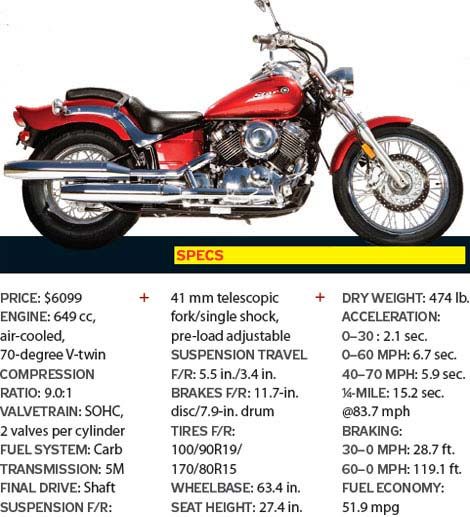 Star
SPECS
PRICE: $6099
ENGINE: 649 cc,
air-cooled,
70-degree V-twin
COMPRESSION
RATIO: 9.0:1
VALVETRAIN: SOHC,
2 valves per cylinder
FUEL SYSTEM: Carb
TRANSMISSION: 5M
FINAL DRIVE: Shaft
SUSPENSION F/R:
+ 41 mm telescopic
fork/single shock,
pre-load adjustable
SUSPENSION TRAVEL
F/R: 5.5 in./3.4 in.
BRAKES F/R: 11.7-in.
disc/7.9-in. drum
TIRES F/R:
100/90R19/
170/80R15
WHEELBASE: 63.4 in.
SEAT HEIGHT: 27.4 in.
+ DRY WEIGHT: 474 lb.
ACCELERATION:
0–30 : 2.1 sec.
0–60 MPH: 6.7 sec.
40–70 MPH: 5.9 sec.
¼-MILE: 15.2 sec.
@83.7 mph
BRAKING:
30–0 MPH: 28.7 ft.
60–0 MPH: 119.1 ft.
FUEL ECONOMY:
51.9 mpg